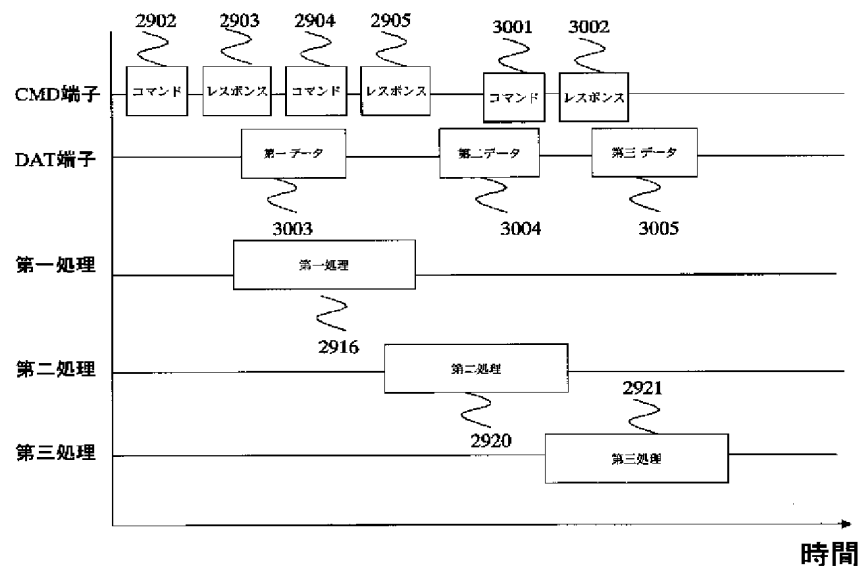 2902 2903 2904 2905 3001 3002
CMD端子 コマンド レスポンス コマンド レスポンス コマンド レスポンス
DAT端子 第一データ 第二データ 第三データ
3003 3004 3005
第一処理 第一処理
2916
第二処理 第二処理
2921
2920
第三処理 第三処理
時間